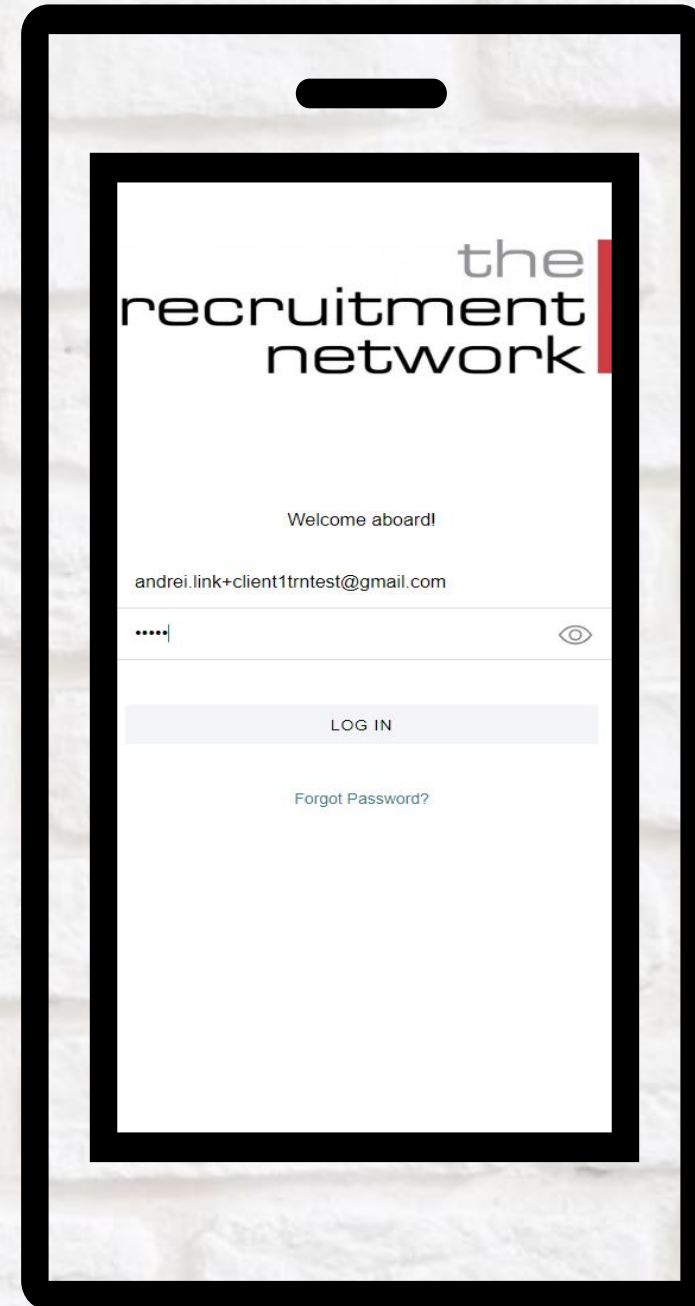 the
recruitment
network
Welcome aboard!
andrei.link+client1trntest@gmail.com
•••••
LOG IN
Forgot Password?